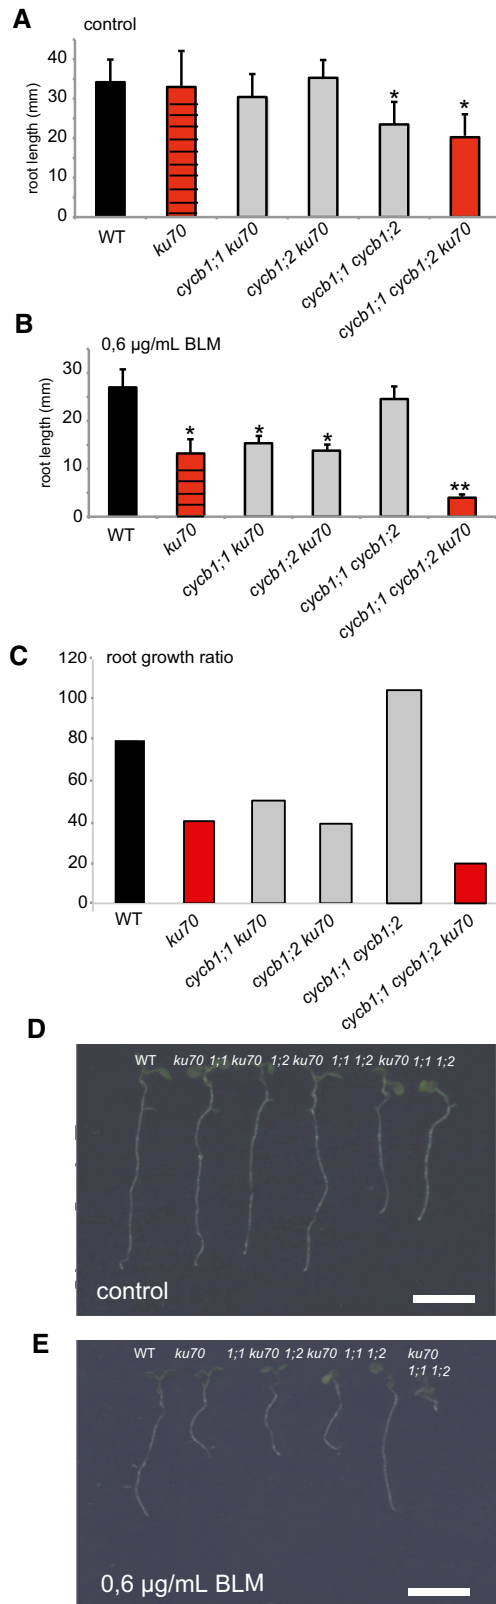 A
control
root length (mm)
40
30
20
10
0
*
*
WT
ku70
cycb1;1 ku70
cycb1;2 ku70
cycb1;1 cycb1;2
cycb1;1 cycb1;2 ku70
B
0,6 µg/mL BLM
root length (mm)
30
20
10
0
*
*
*
**
WT
ku70
cycb1;1 ku70
cycb1;2 ku70
cycb1;1 cycb1;2
cycb1;1 cycb1;2 ku70
C
root growth ratio
120
100
80
60
40
20
0
WT
ku70
cycb1;1 ku70
cycb1;2 ku70
cycb1;1 cycb1;2
cycb1;1 cycb1;2 ku70
D
WT ku70 1;1 ku70 1;2 ku70 1;1 1;2 ku70 1;1 1;2
control
E
WT ku70 1;1 ku70 1;2 ku70 1;1 1;2 ku70
1;1 1;2
0,6 µg/mL BLM